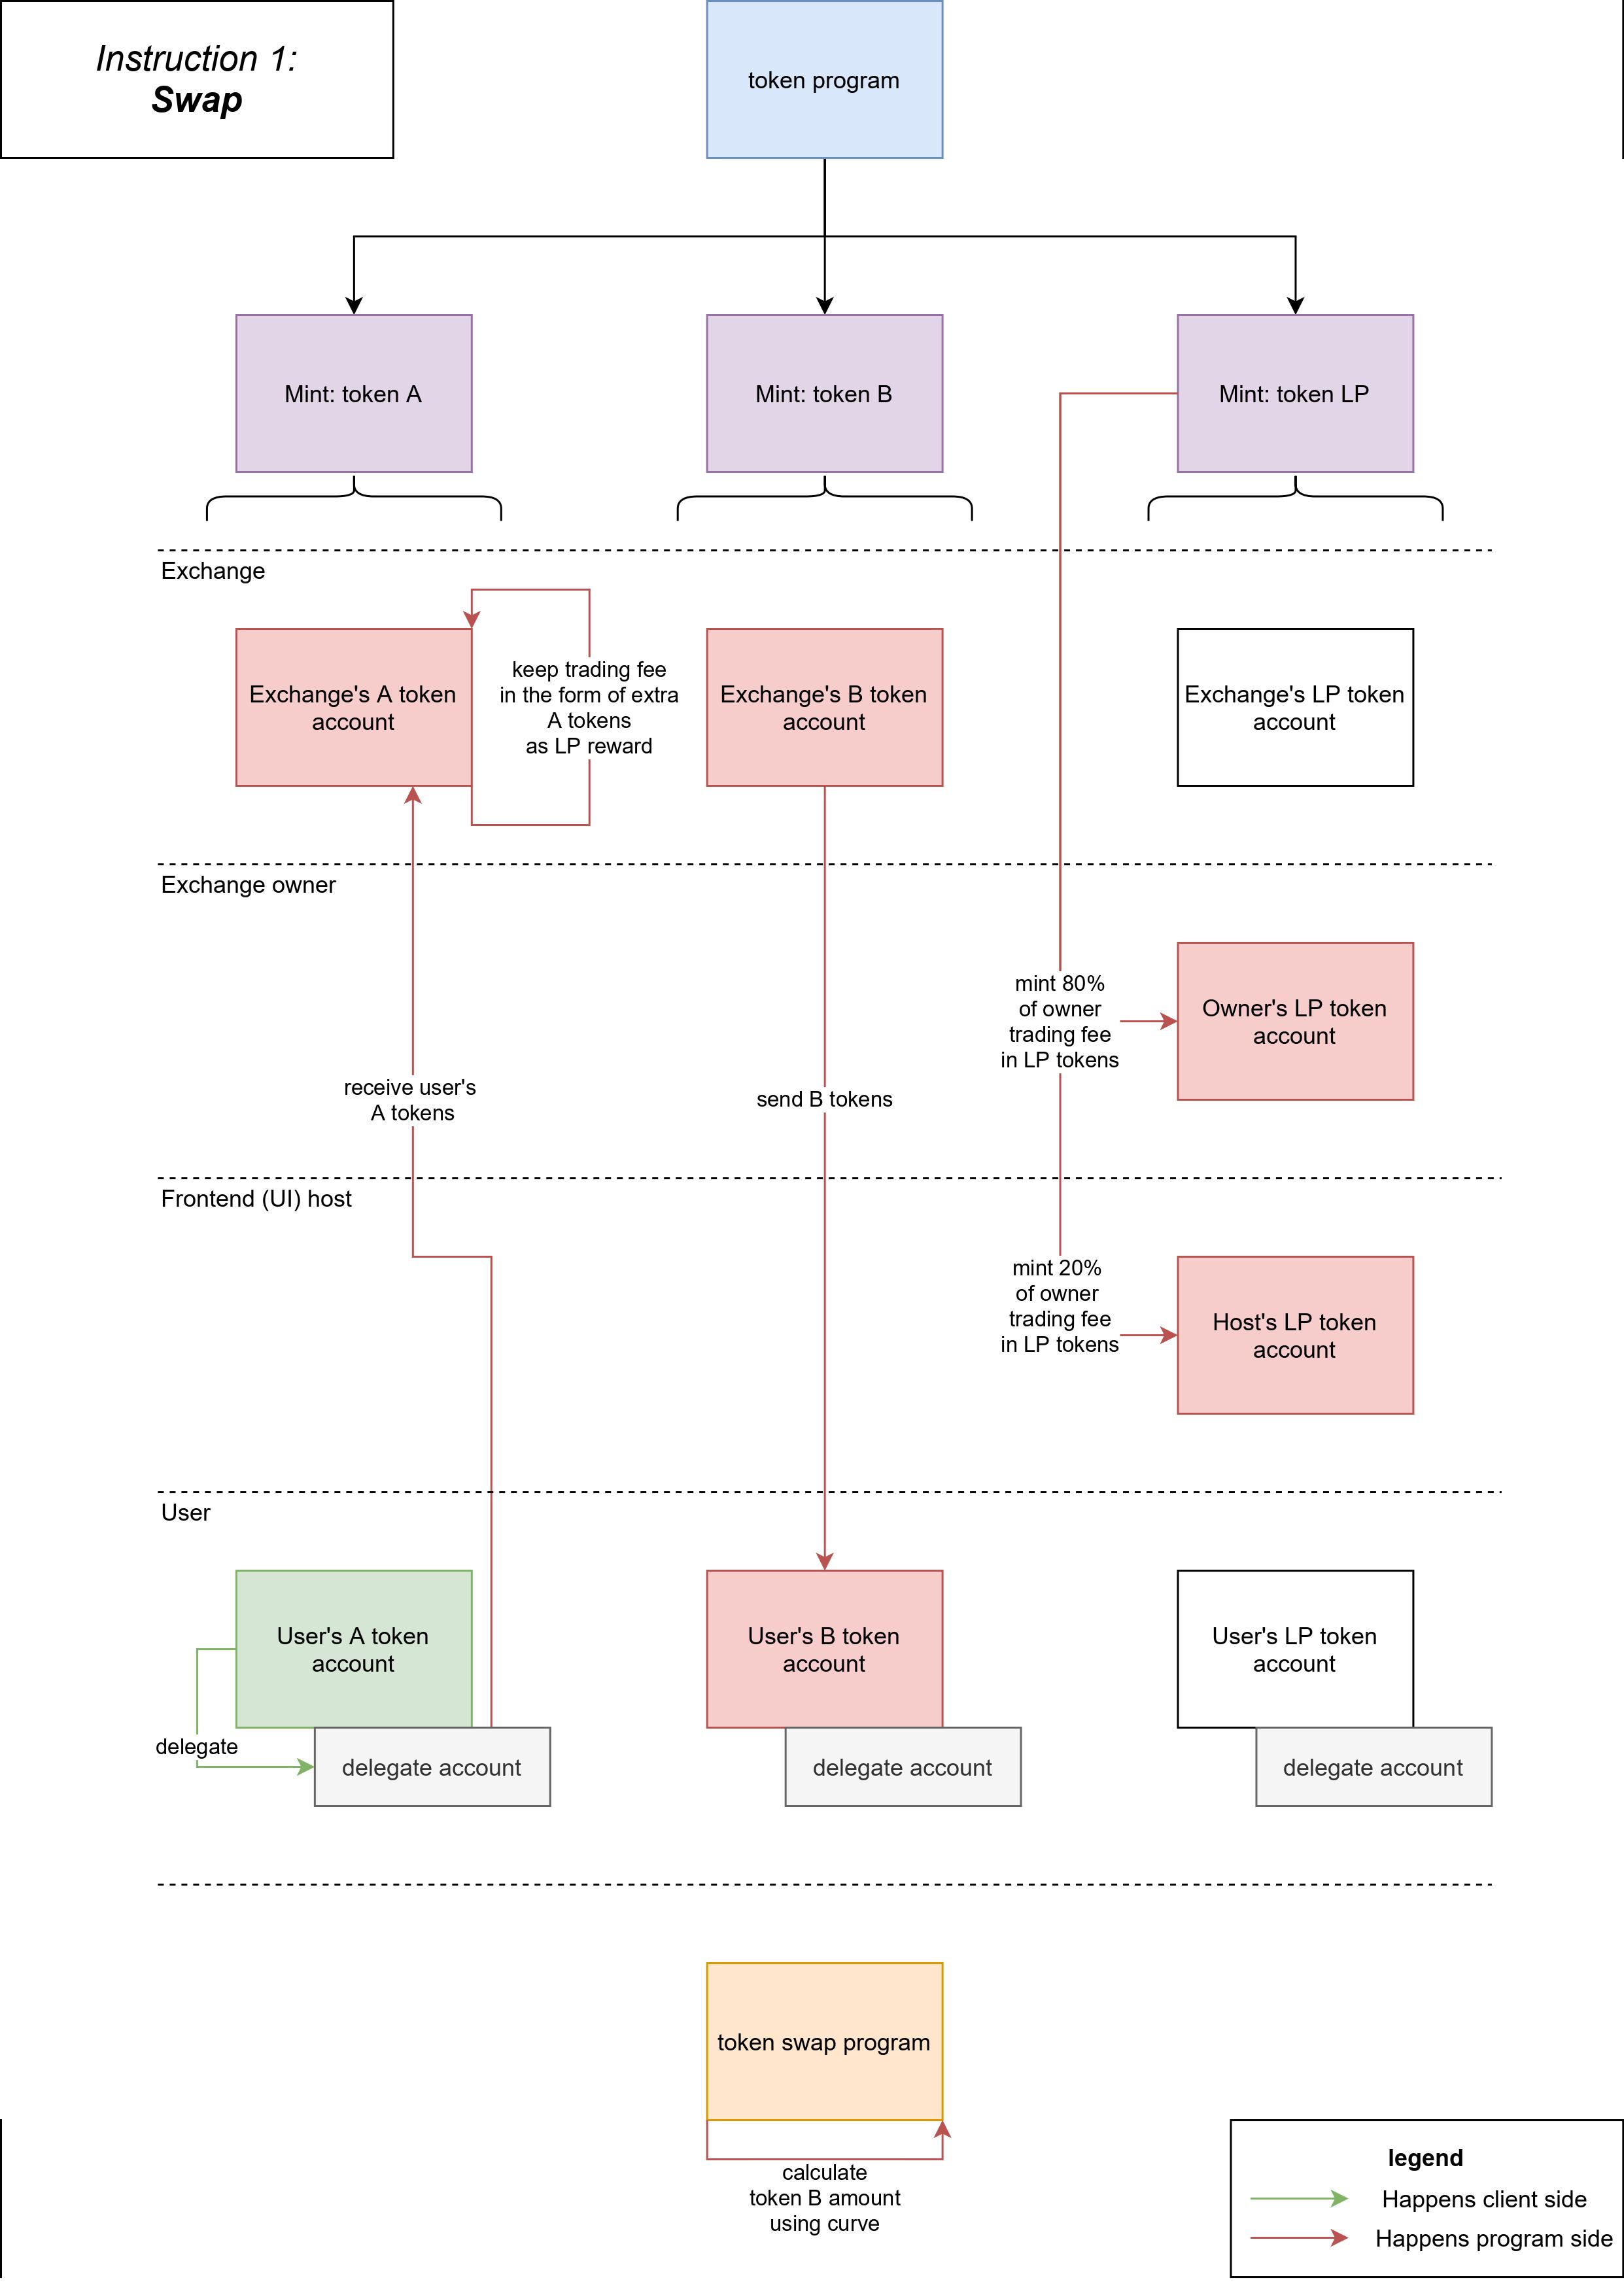 Instruction 1:
Swap
token program
Mint: token A
Mint: token B
Mint: token LP
Exchange
Exchange's A token
account
keep trading fee
in the form of extra
A tokens
as LP reward
Exchange's B token
account
Exchange's LP token
account
Exchange owner
mint 80%
of owner
trading fee
in LP tokens
Owner's LP token
account
receive user's
A tokens
send B tokens
Frontend (UI) host
mint 20%
of owner
trading fee
in LP tokens
Host's LP token
account
User
User's A token
account
User's B token
account
User's LP token
account
delegate
delegate account
delegate account
delegate account
token swap program
calculate
token B amount
using curve
legend
Happens client side
Happens program side